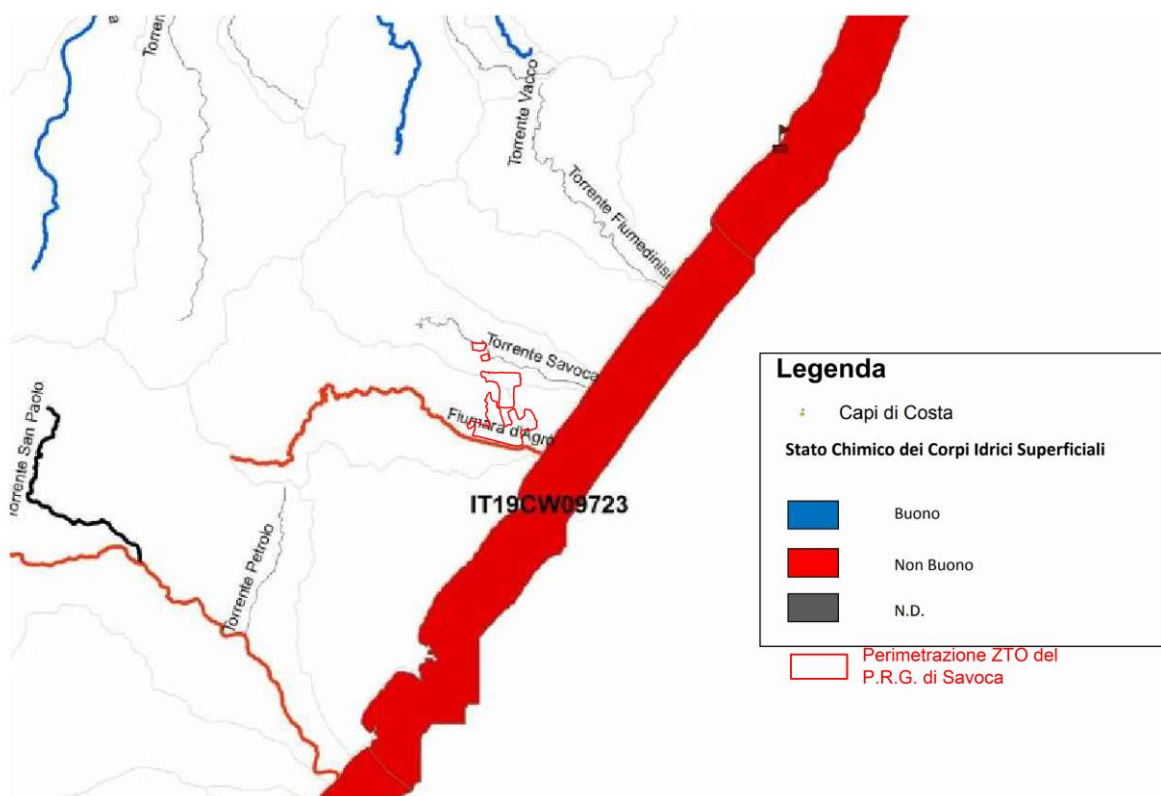 a
Torren
Torrente Vacco
Torrente Fiumedinisi
Torrente Savoca
Fiumara d'Agrò
Torrente San Paolo
Torrente Petrolo
IT19CW09723
Legenda
Capi di Costa
Stato Chimico dei Corpi Idrici Superficiali
Buono
Non Buono
N.D.
Perimetrazione ZTO del
P.R.G. di Savoca